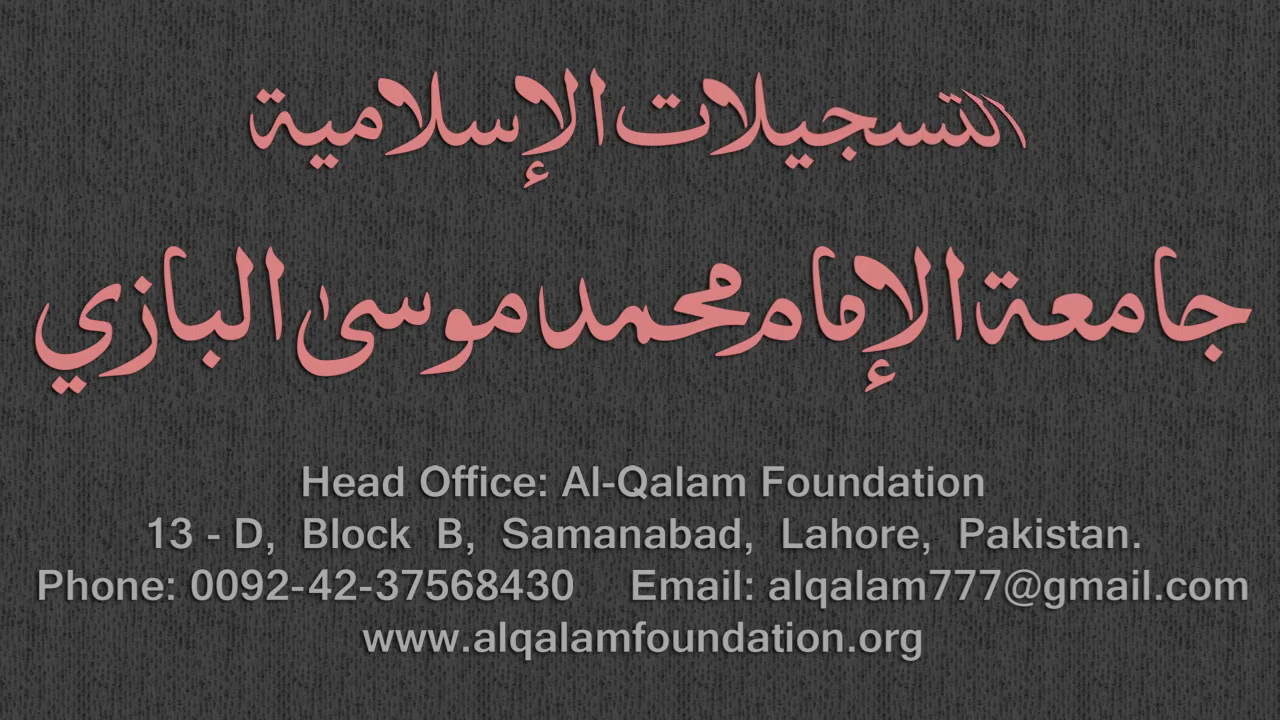 التسجيلات الإسلامية
جامعة الإمام محمد موسىٰ البازي
Head Office: Al-Qalam Foundation
13 - D, Block B, Samanabad, Lahore, Pakistan.
Phone: 0092-42-37568430 Email: alqalam777@gmail.com
www.alqalamfoundation.org